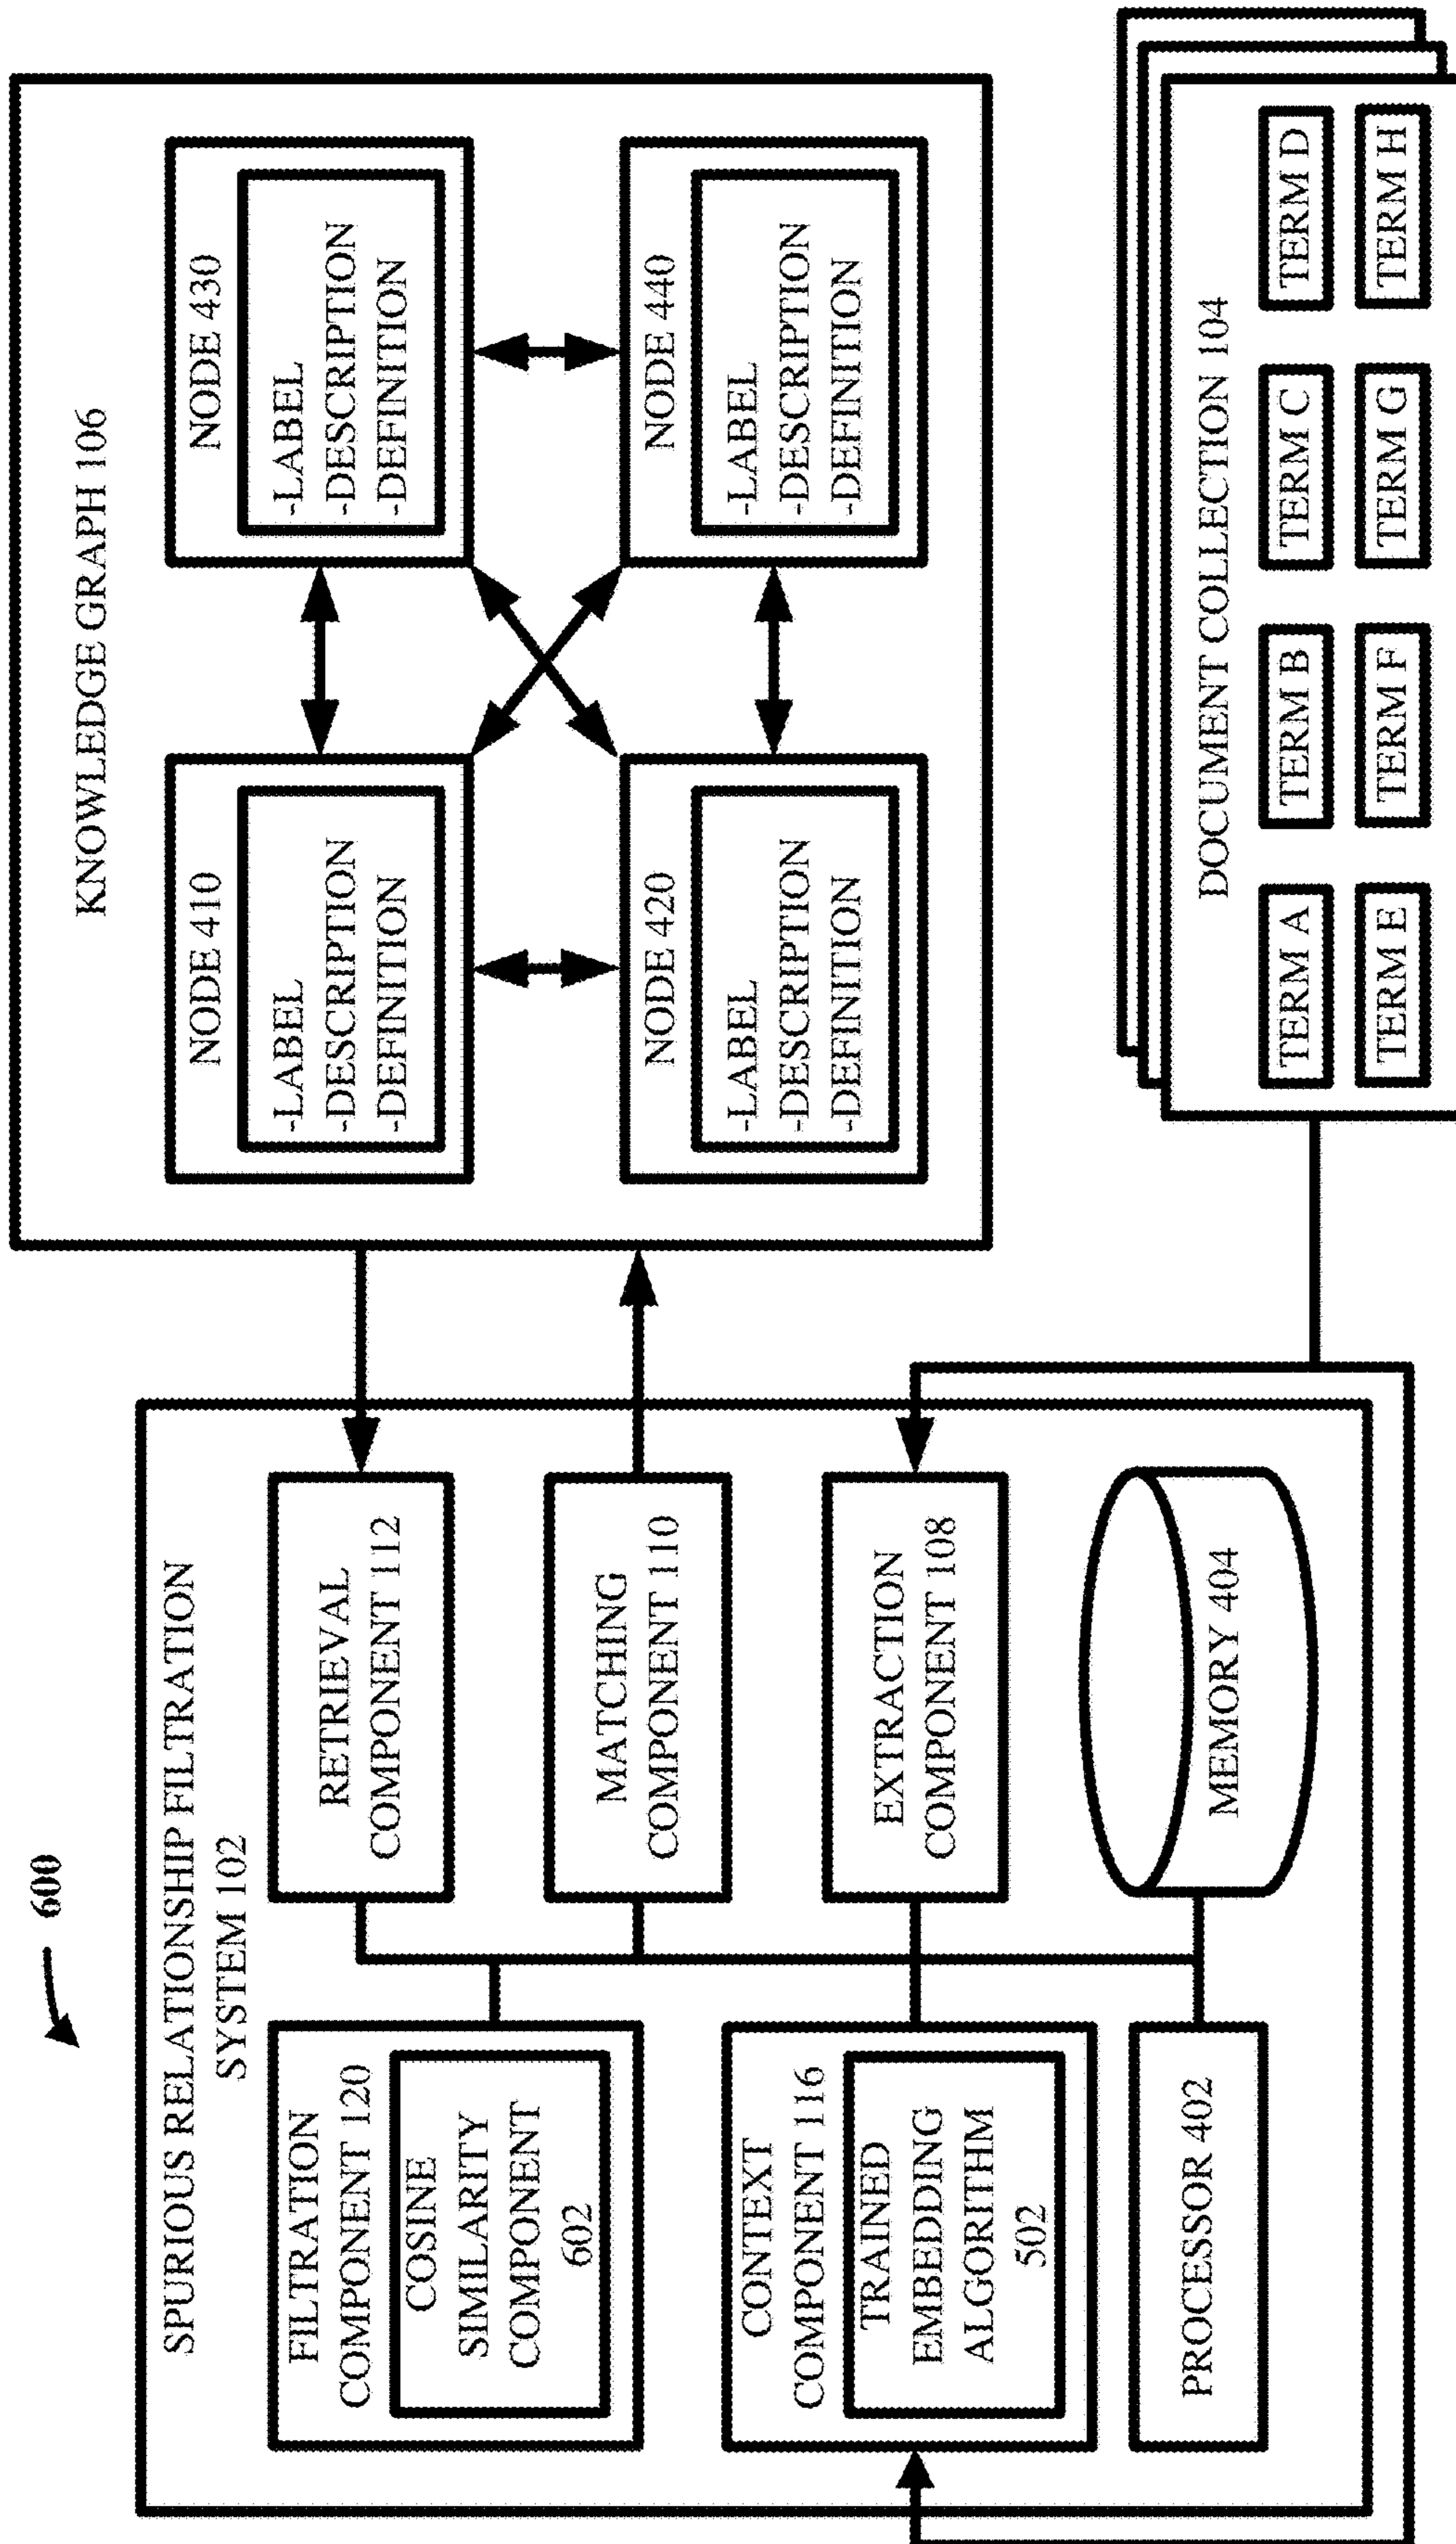 600
SPURIOUS RELATIONSHIP FILTRATION
SYSTEM 102
FILTRATION
COMPONENT 120
COSINE
SIMILARITY
COMPONENT
602
CONTEXT
COMPONENT 116
TRAINED
EMBEDDING
ALGORITHM
502
PROCESSOR 402
RETRIEVAL
COMPONENT 112
MATCHING
COMPONENT 110
EXTRACTION
COMPONENT 108
MEMORY 404
KNOWLEDGE GRAPH 106
NODE 410
-LABEL
-DESCRIPTION
-DEFINITION
NODE 430
-LABEL
-DESCRIPTION
-DEFINITION
NODE 420
-LABEL
-DESCRIPTION
-DEFINITION
NODE 440
-LABEL
-DESCRIPTION
-DEFINITION
DOCUMENT COLLECTION 104
TERM A
TERM B
TERM C
TERM D
TERM E
TERM F
TERM G
TERM H